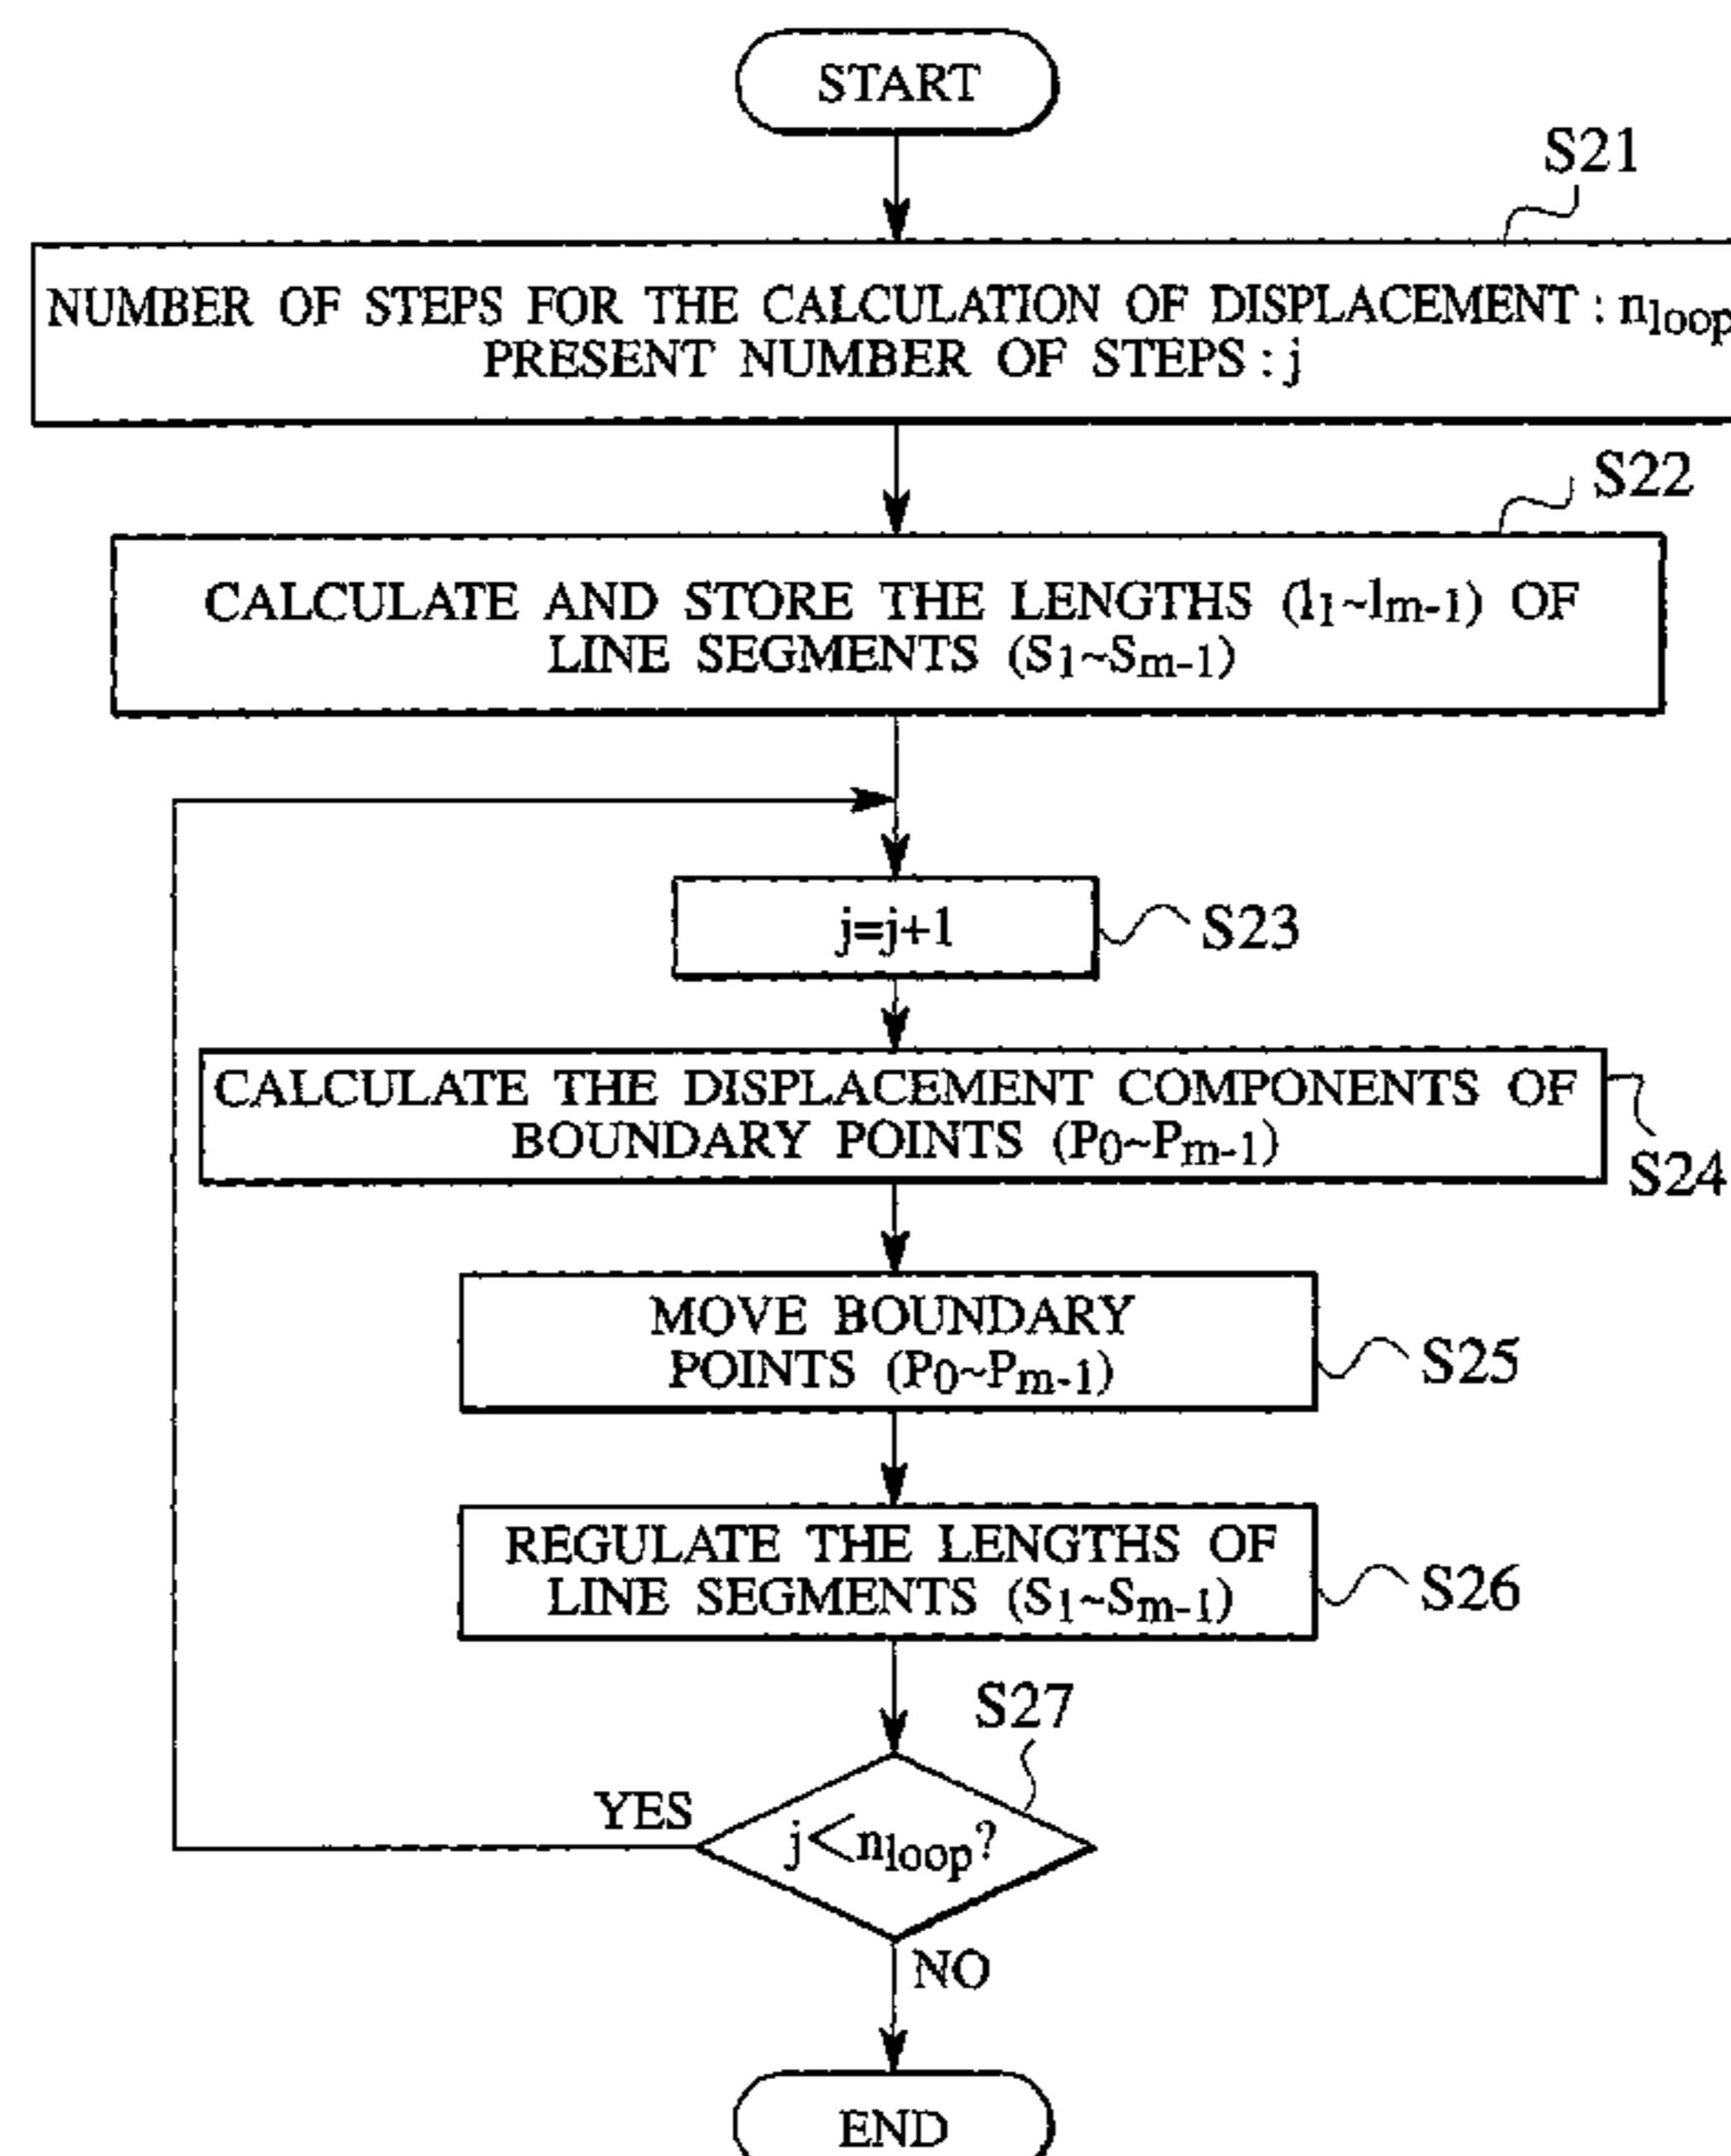 START
S21
NUMBER OF STEPS FOR THE CALCULATION OF DISPLACEMENT : nloop
PRESENT NUMBER OF STEPS : j
S22
CALCULATE AND STORE THE LENGTHS (l1~lm-1) OF
LINE SEGMENTS (S1~Sm-1)
j=j+1
S23
CALCULATE THE DISPLACEMENT COMPONENTS OF
BOUNDARY POINTS (P0~Pm-1)
S24
MOVE BOUNDARY
POINTS (P0~Pm-1)
S25
REGULATE THE LENGTHS OF
LINE SEGMENTS (S1~Sm-1)
S26
S27
YES
j<nloop?
NO
END